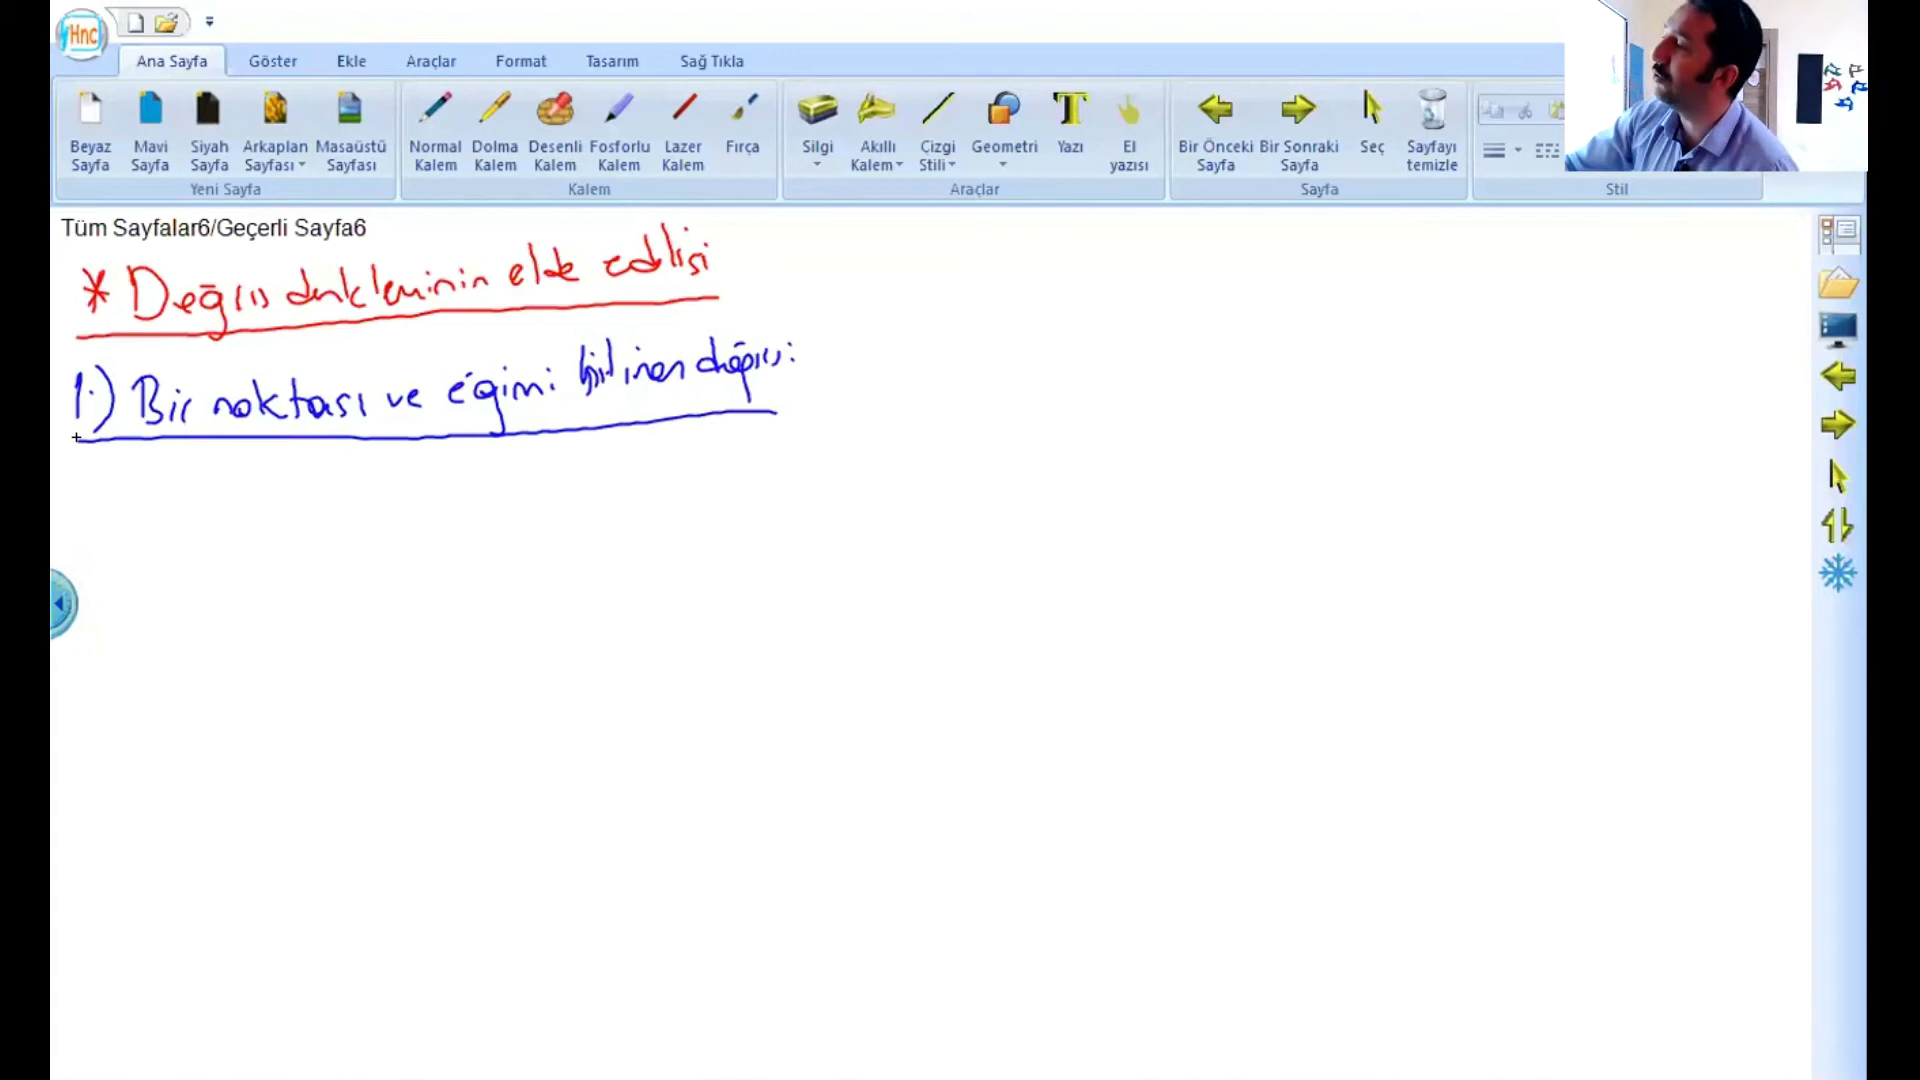 Hnc
Ana Sayfa Göster Ekle Araçlar Format Tasarım Sağ Tıkla
Beyaz Sayfa Mavi Sayfa Siyah Sayfa Arkaplan Sayfası Masaüstü Sayfası Normal Kalem Dolma Kalem Desenli Kalem Fosforlu Kalem Lazer Kalem Fırça Silgi Akıllı Kalem Çizgi Stili Geometri Yazı El yazısı Bir Önceki Sayfa Bir Sonraki Sayfa Seç Sayfayı temizle
Yeni Sayfa Kalem Araçlar Sayfa Stil
Tüm Sayfalar6/Geçerli Sayfa6
* Doğru denkleminin elde edilişi
1.) Bir noktası ve eğimi bilinen doğru: